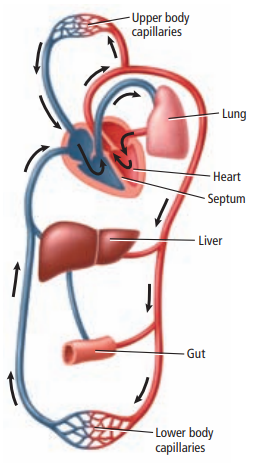 Upper body
capillaries
Lung
Heart
Septum
Liver
Gut
Lower body
capillaries